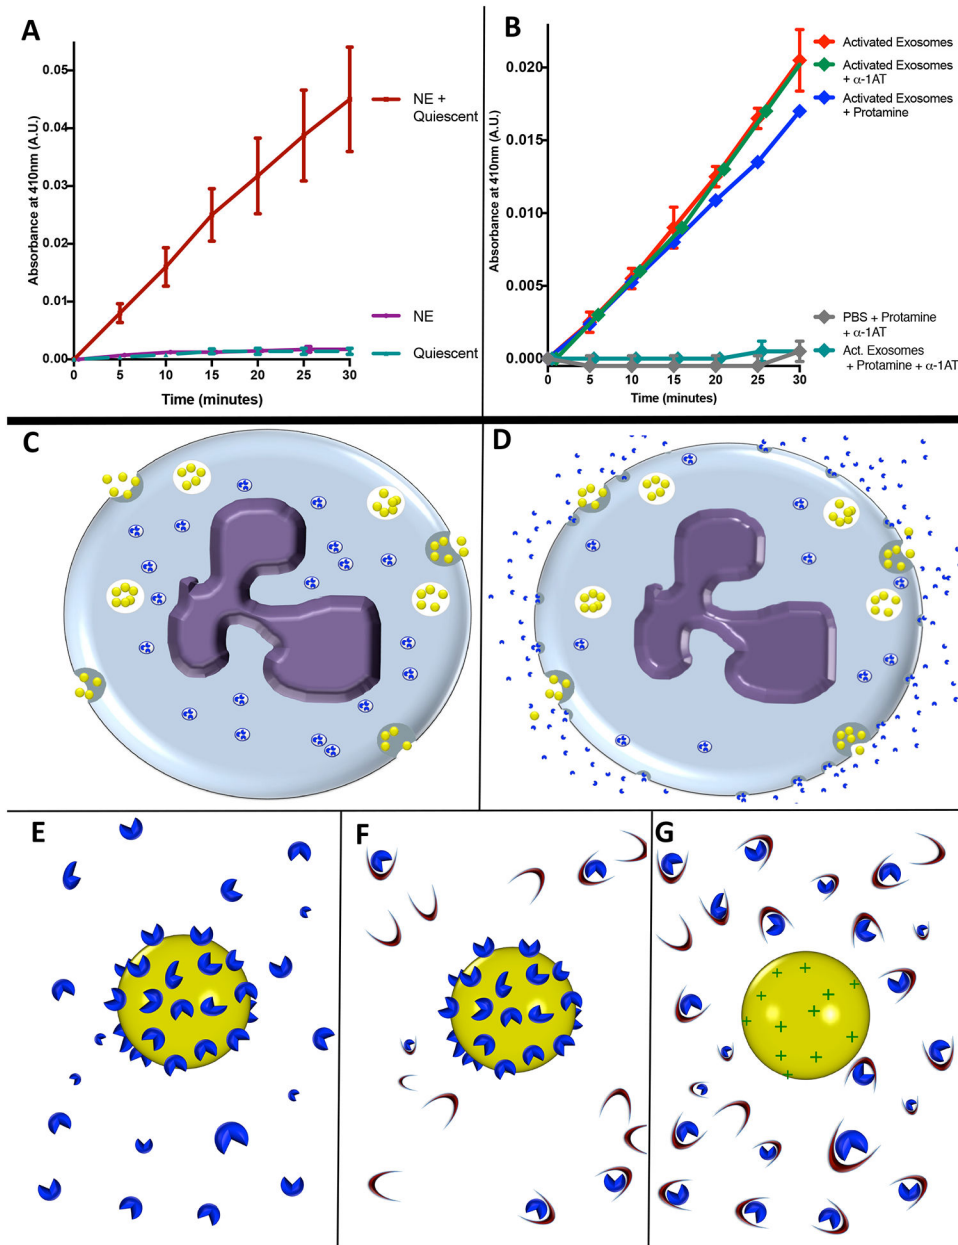 A
Absorbance at 410nm (A.U.)
0.05
0.04
0.03
0.02
0.01
0.00
5
10
15
20
25
30
Time (minutes)
NE +
Quiescent
NE
Quiescent
B
Absorbance at 410nm (A.U.)
0.020
0.015
0.010
0.005
0.000
0
5
10
15
20
25
30
Time (minutes)
Activated Exosomes
Activated Exosomes
+ α-1AT
Activated Exosomes
+ Protamine
PBS + Protamine
+ α-1AT
Act. Exosomes
+ Protamine + α-1AT
C
D
E
F
G